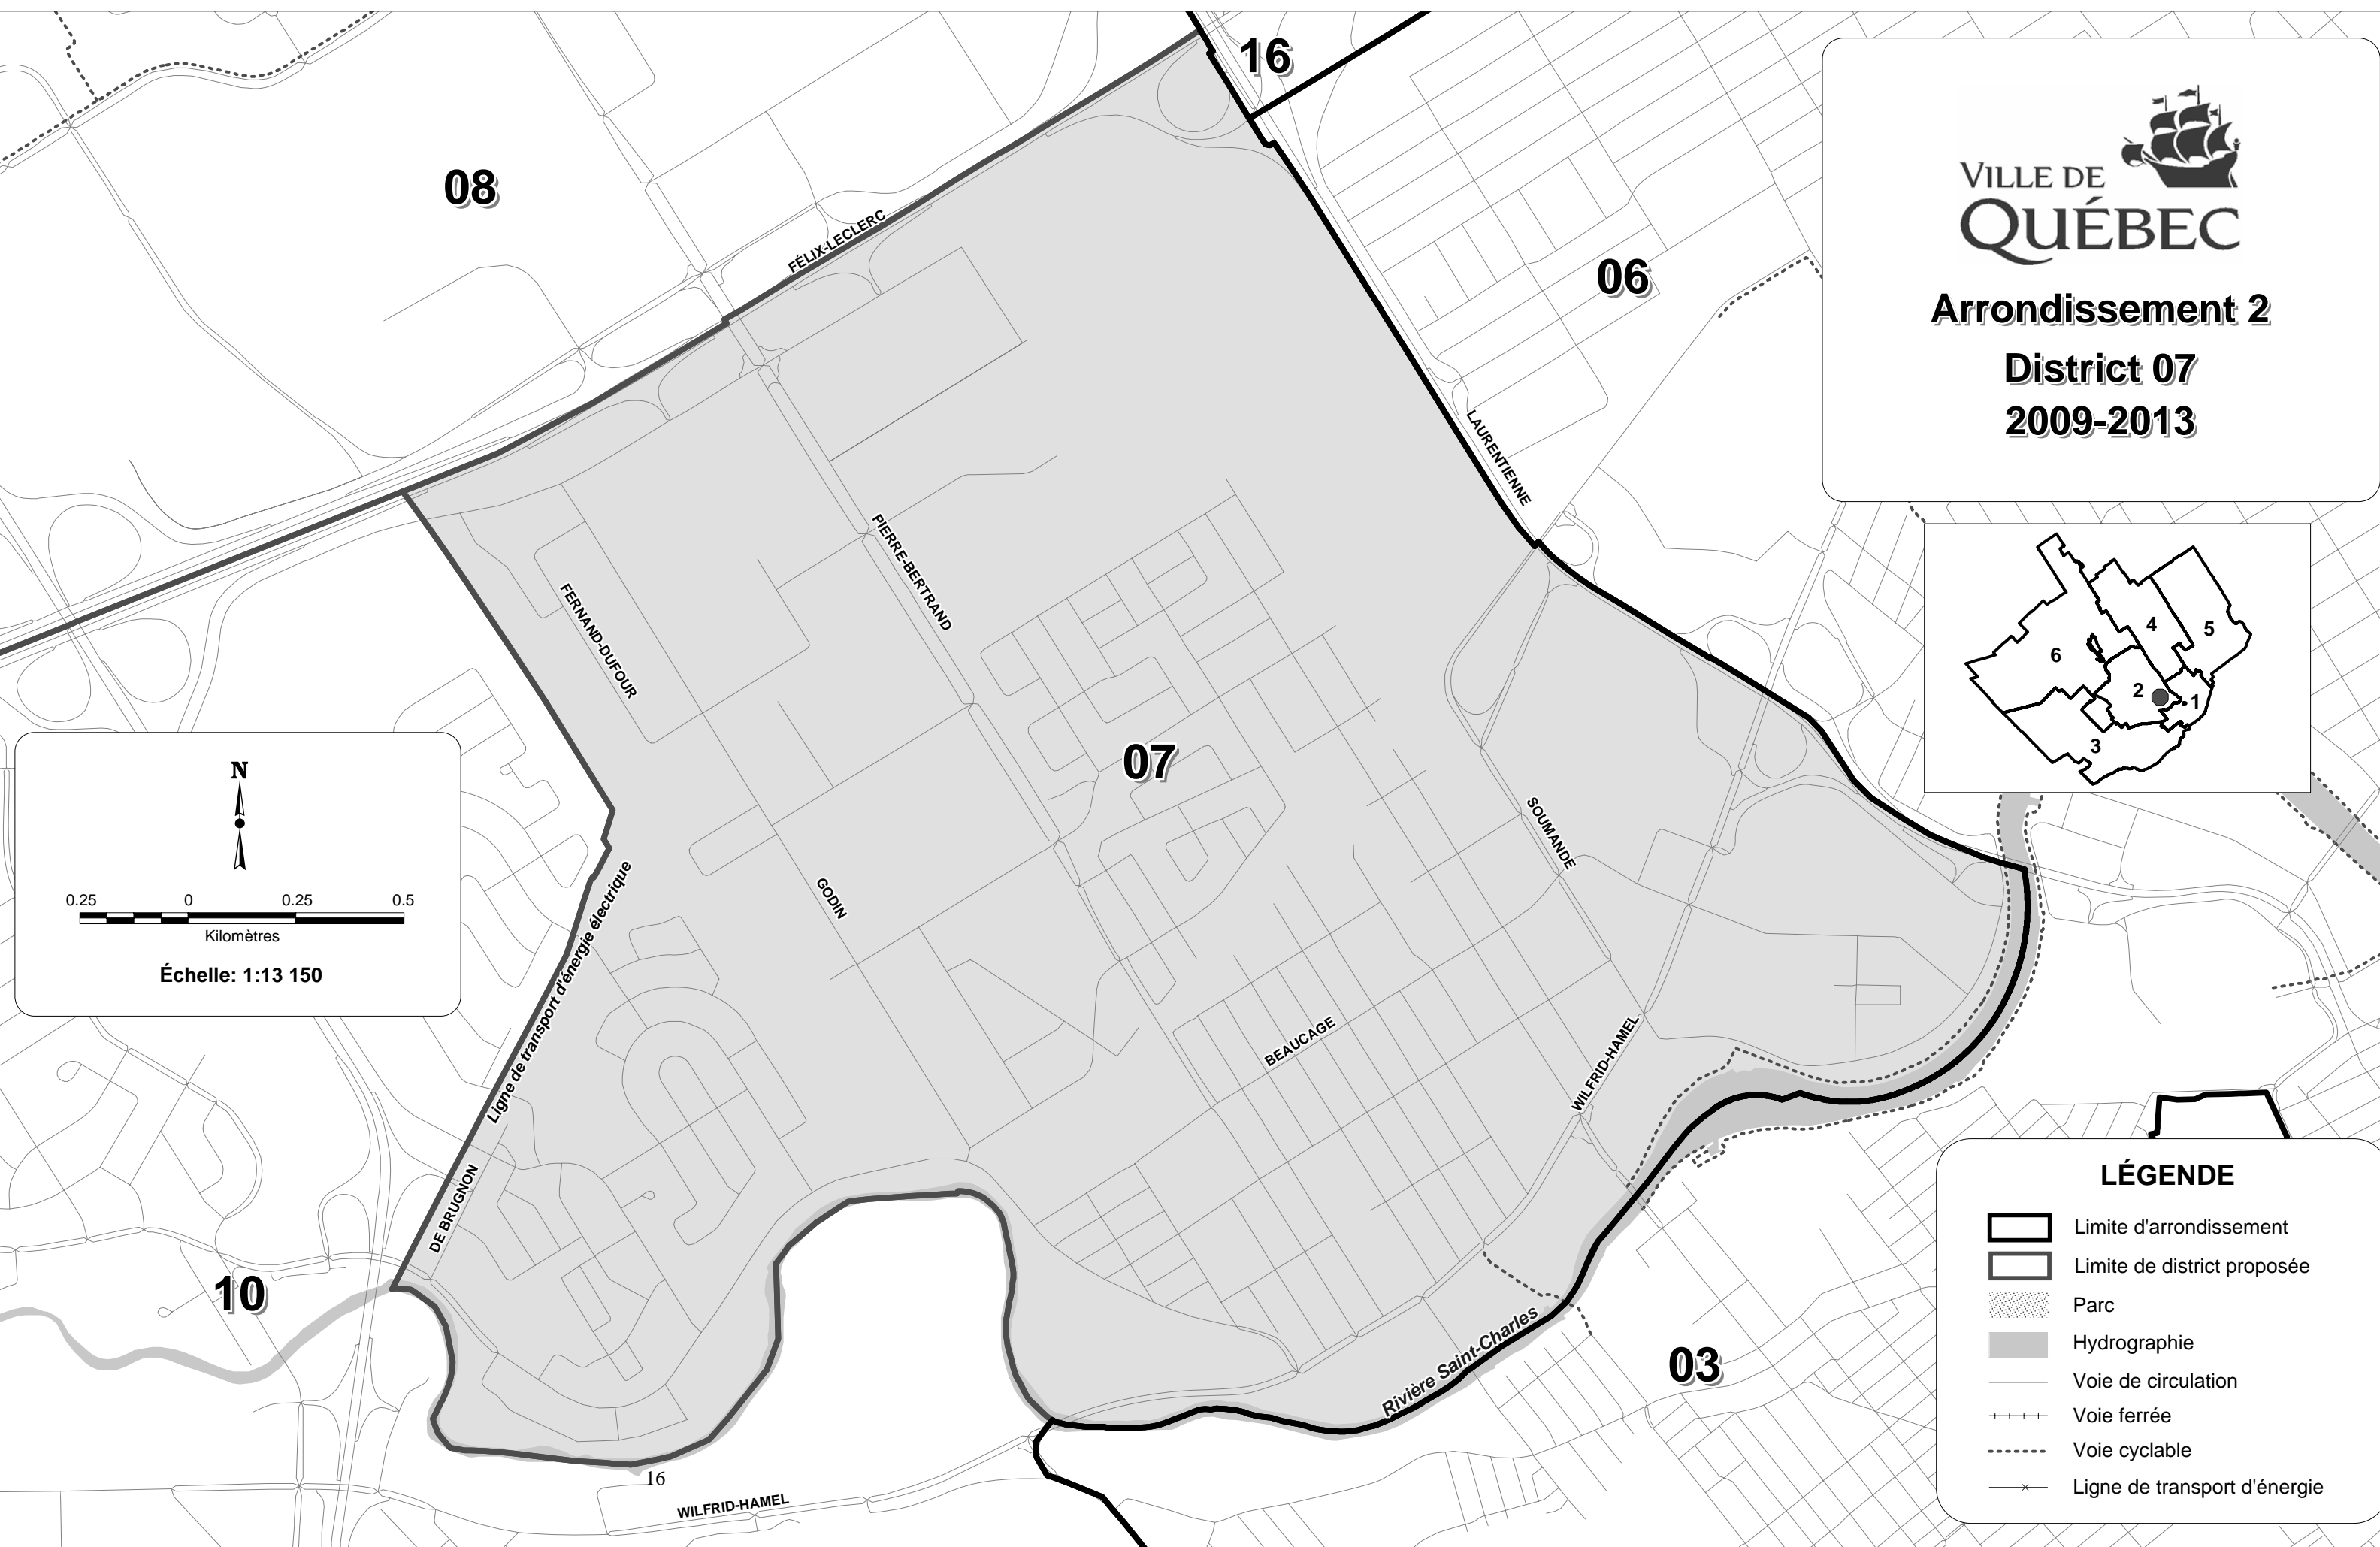 16
08
FÉLIX-LECLERC
06
VILLE DE
QUÉBEC
Arrondissement 2
District 07
2009-2013
LAURENTIENNE
PIERRE-BERTRAND
FERNAND-DUFOUR
4
5
6
2
1
3
07
N
0.25 0 0.25 0.5
Kilomètres
Échelle: 1:13 150
SOUMANDE
GODIN
Ligne de transport d'énergie électrique
BEAUCAGE
WILFRID-HAMEL
DE BRUGNON
10
Rivière Saint-Charles
03
16
WILFRID-HAMEL
LÉGENDE
Limite d'arrondissement
Limite de district proposée
Parc
Hydrographie
Voie de circulation
Voie ferrée
Voie cyclable
Ligne de transport d'énergie